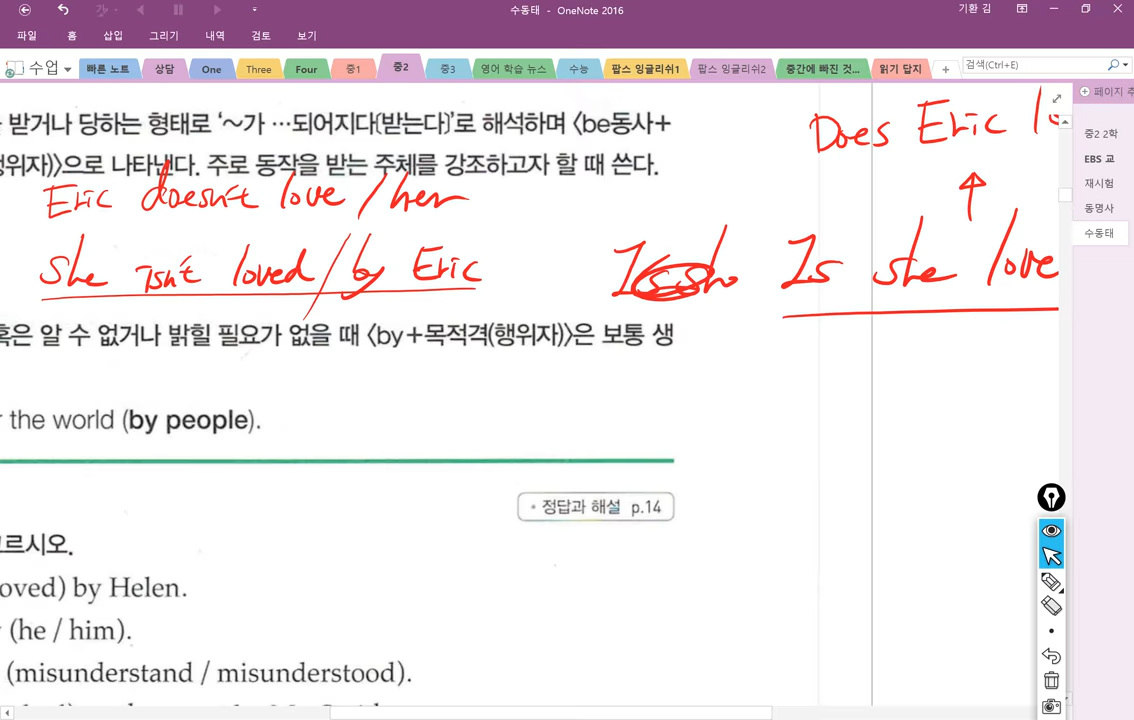 수동태 - OneNote 2016
기환 김
파일 홈 삽입 그리기 내역 검토 보기
수업 빠른 노트 상담 One Three Four 중1 중2 중3 영어 학습 뉴스 수능 팝스 잉글리쉬1 팝스 잉글리쉬2 중간에 빠진 것... 읽기 답지 + 검색(Ctrl+E)
페이지 추
중2 2학
EBS 교
재시험
동명사
수동태
받거나 당하는 형태로 '~가 …되어지다[받는다]'로 해석하며 〈be동사+
행위자)〉으로 나타낸다. 주로 동작을 받는 주체를 강조하고자 할 때 쓴다.
Does Eric lo
Eric doesn't love / her
She isn't loved / by Eric
Is she love
혹은 알 수 없거나 밝힐 필요가 없을 때 〈by+목적격(행위자)〉은 보통 생
the world (by people).
• 정답과 해설 p.14
르시오.
oved) by Helen.
(he / him).
(misunderstand / misunderstood).